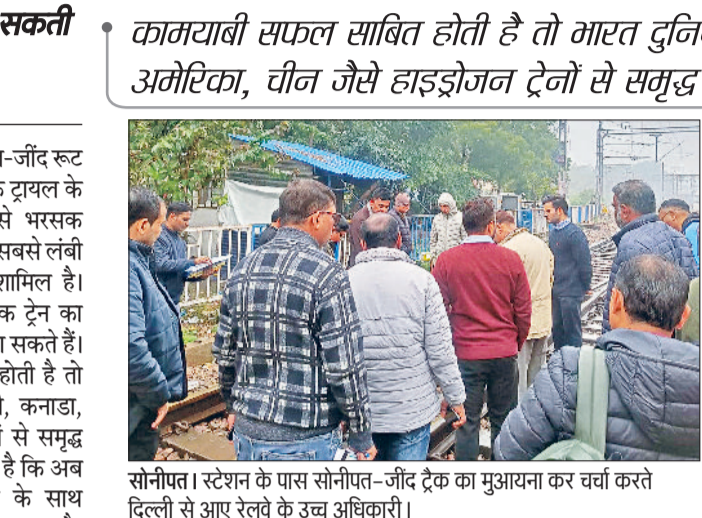 सकती
कामयाबी सफल साबित होती है तो भारत
अमेरिका, चीन जैसे हाइड्रोजन ट्रेनों से समृद्ध
जींद रूट
ट्रायल के
से भरसक
सबसे लंबी
शामिल है।
ट्रेन का
सकते हैं।
होती है तो
कनाडा,
से समृद्ध
है कि अब
के साथ
सोनीपत। स्टेशन के पास सोनीपत-जींद ट्रैक का मुआयना कर चर्चा करते
दिल्ली से आए रेलवे के उच्च अधिकारी।